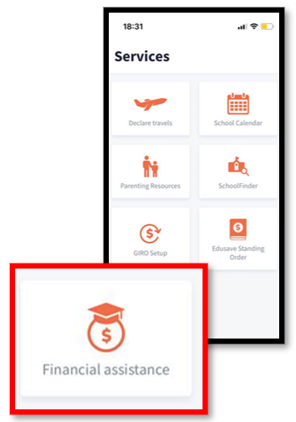 18:31
Services
Declare travels
School Calendar
Parenting Resources
SchoolFinder
GIRO Setup
Edusave Standing
Order
Financial assistance